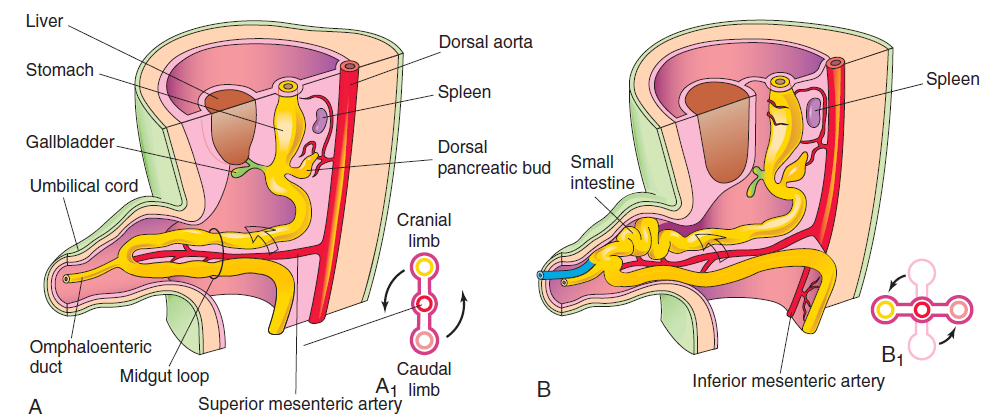 Liver
Stomach
Gallbladder
Umbilical cord
Omphaloenteric
duct
Midgut loop
Superior mesenteric artery
A
Dorsal aorta
Spleen
Dorsal
pancreatic bud
Cranial
limb
Caudal
limb
A1
Small
intestine
Spleen
Inferior mesenteric artery
B
B1